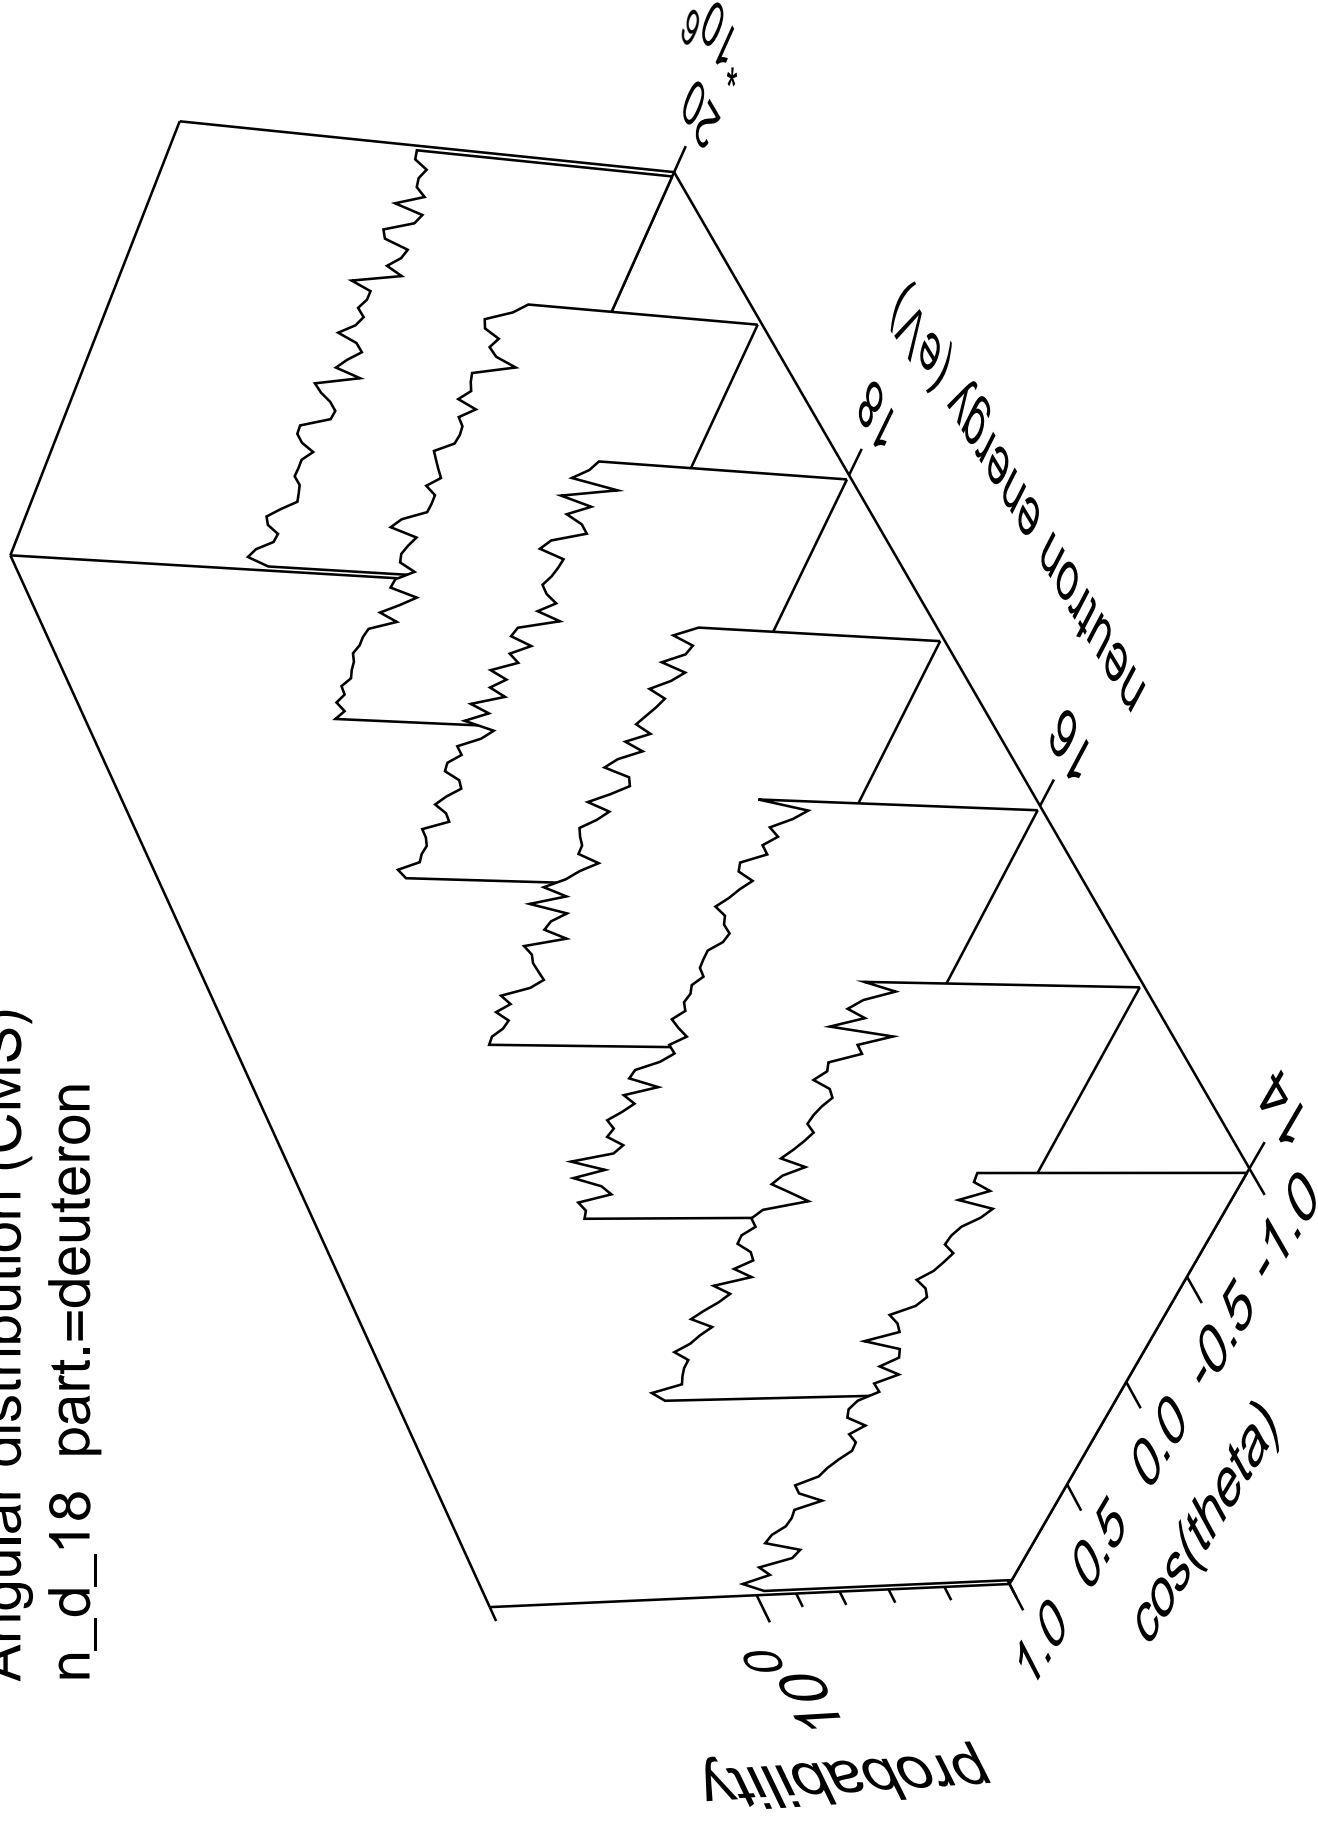 Angular distribution (CMS)
n_d_18 part.=deuteron
probability
10 0
cos(theta)
1.0 0.5 0.0 -0.5 -1.0
neutron energy (eV)
14 16 18 20 *10 6